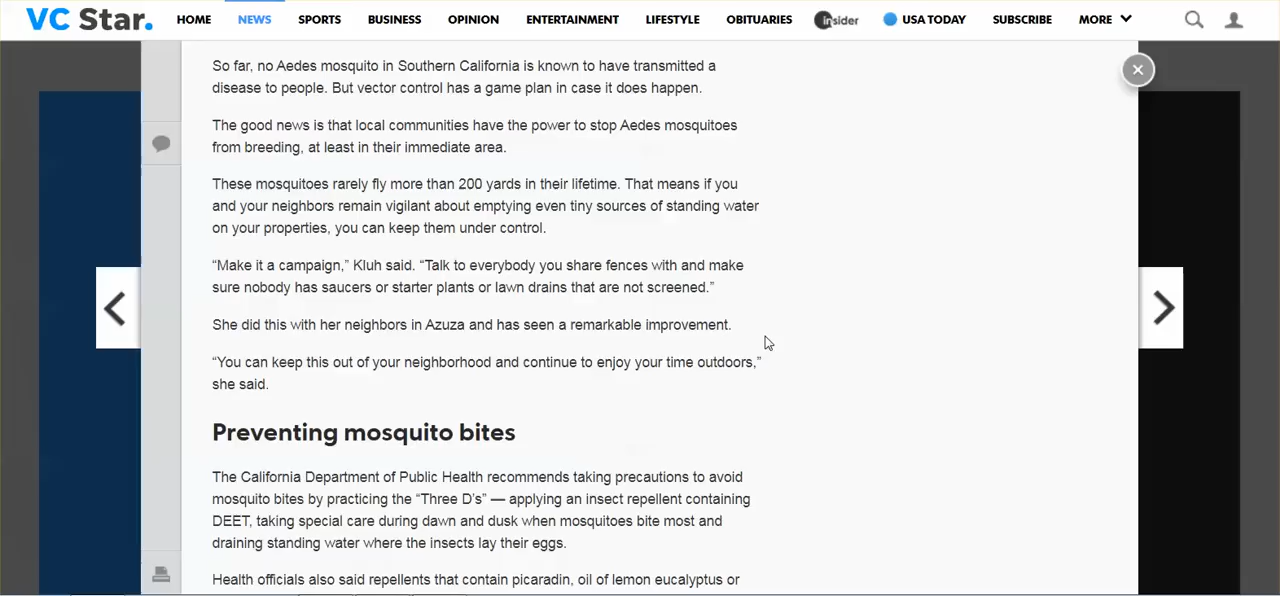 VC Star.
HOME NEWS SPORTS BUSINESS OPINION ENTERTAINMENT LIFESTYLE OBITUARIES insider USA TODAY SUBSCRIBE MORE
So far, no Aedes mosquito in Southern California is known to have transmitted a
disease to people. But vector control has a game plan in case it does happen.
The good news is that local communities have the power to stop Aedes mosquitoes
from breeding, at least in their immediate area.
These mosquitoes rarely fly more than 200 yards in their lifetime. That means if you
and your neighbors remain vigilant about emptying even tiny sources of standing water
on your properties, you can keep them under control.
“Make it a campaign,” Kluh said. “Talk to everybody you share fences with and make
sure nobody has saucers or starter plants or lawn drains that are not screened.”
She did this with her neighbors in Azuza and has seen a remarkable improvement.
“You can keep this out of your neighborhood and continue to enjoy your time outdoors,”
she said.
Preventing mosquito bites
The California Department of Public Health recommends taking precautions to avoid
mosquito bites by practicing the “Three D’s” — applying an insect repellent containing
DEET, taking special care during dawn and dusk when mosquitoes bite most and
draining standing water where the insects lay their eggs.
Health officials also said repellents that contain picaradin, oil of lemon eucalyptus or